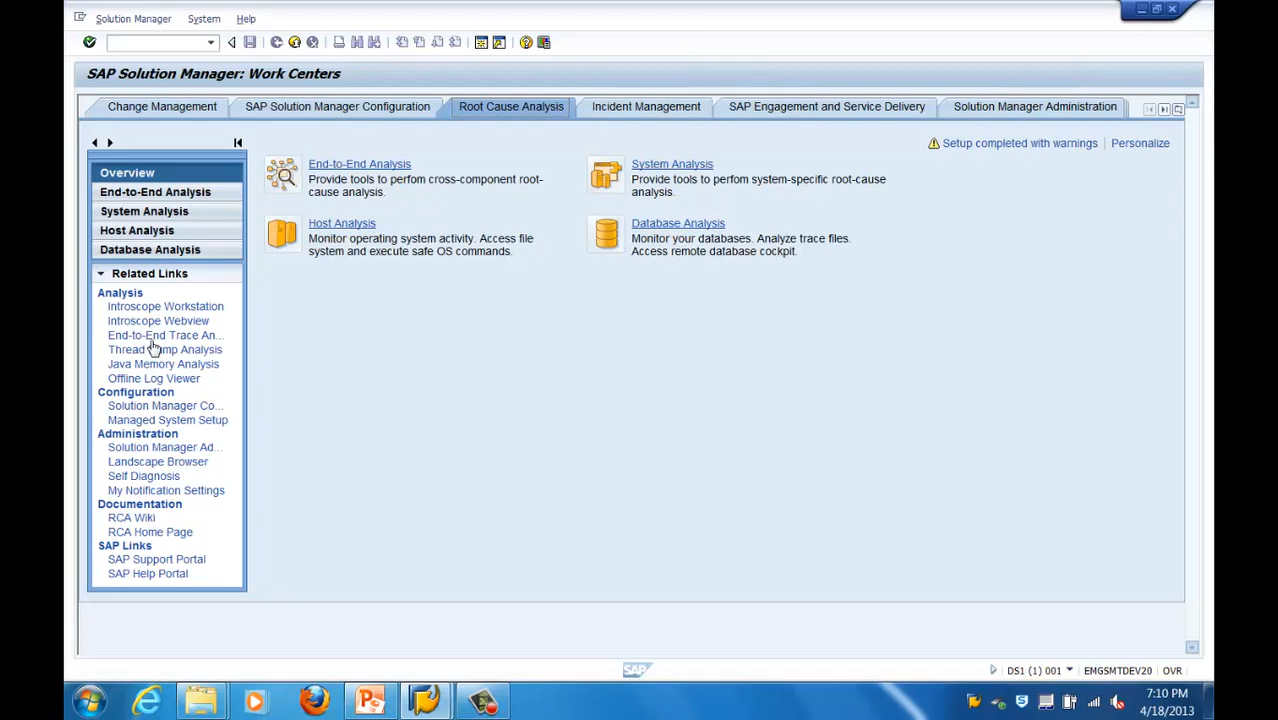 Solution Manager System Help
SAP Solution Manager: Work Centers
Change Management SAP Solution Manager Configuration Root Cause Analysis Incident Management SAP Engagement and Service Delivery Solution Manager Administration
Setup completed with warnings Personalize
Overview
End-to-End Analysis
System Analysis
Host Analysis
Database Analysis
Related Links
Analysis
Introscope Workstation
Introscope Webview
End-to-End Trace An...
Thread mp Analysis
Java Memory Analysis
Offline Log Viewer
Configuration
Solution Manager Co...
Managed System Setup
Administration
Solution Manager Ad...
Landscape Browser
Self Diagnosis
My Notification Settings
Documentation
RCA Wiki
RCA Home Page
SAP Links
SAP Support Portal
SAP Help Portal
End-to-End Analysis
Provide tools to perfom cross-component root-
cause analysis.
System Analysis
Provide tools to perfom system-specific root-cause
analysis.
Host Analysis
Monitor operating system activity. Access file
system and execute safe OS commands.
Database Analysis
Monitor your databases. Analyze trace files.
Access remote database cockpit.
SAP
DS1 (1) 001 EMGSMTDEV20 OVR
7:10 PM
4/18/2013